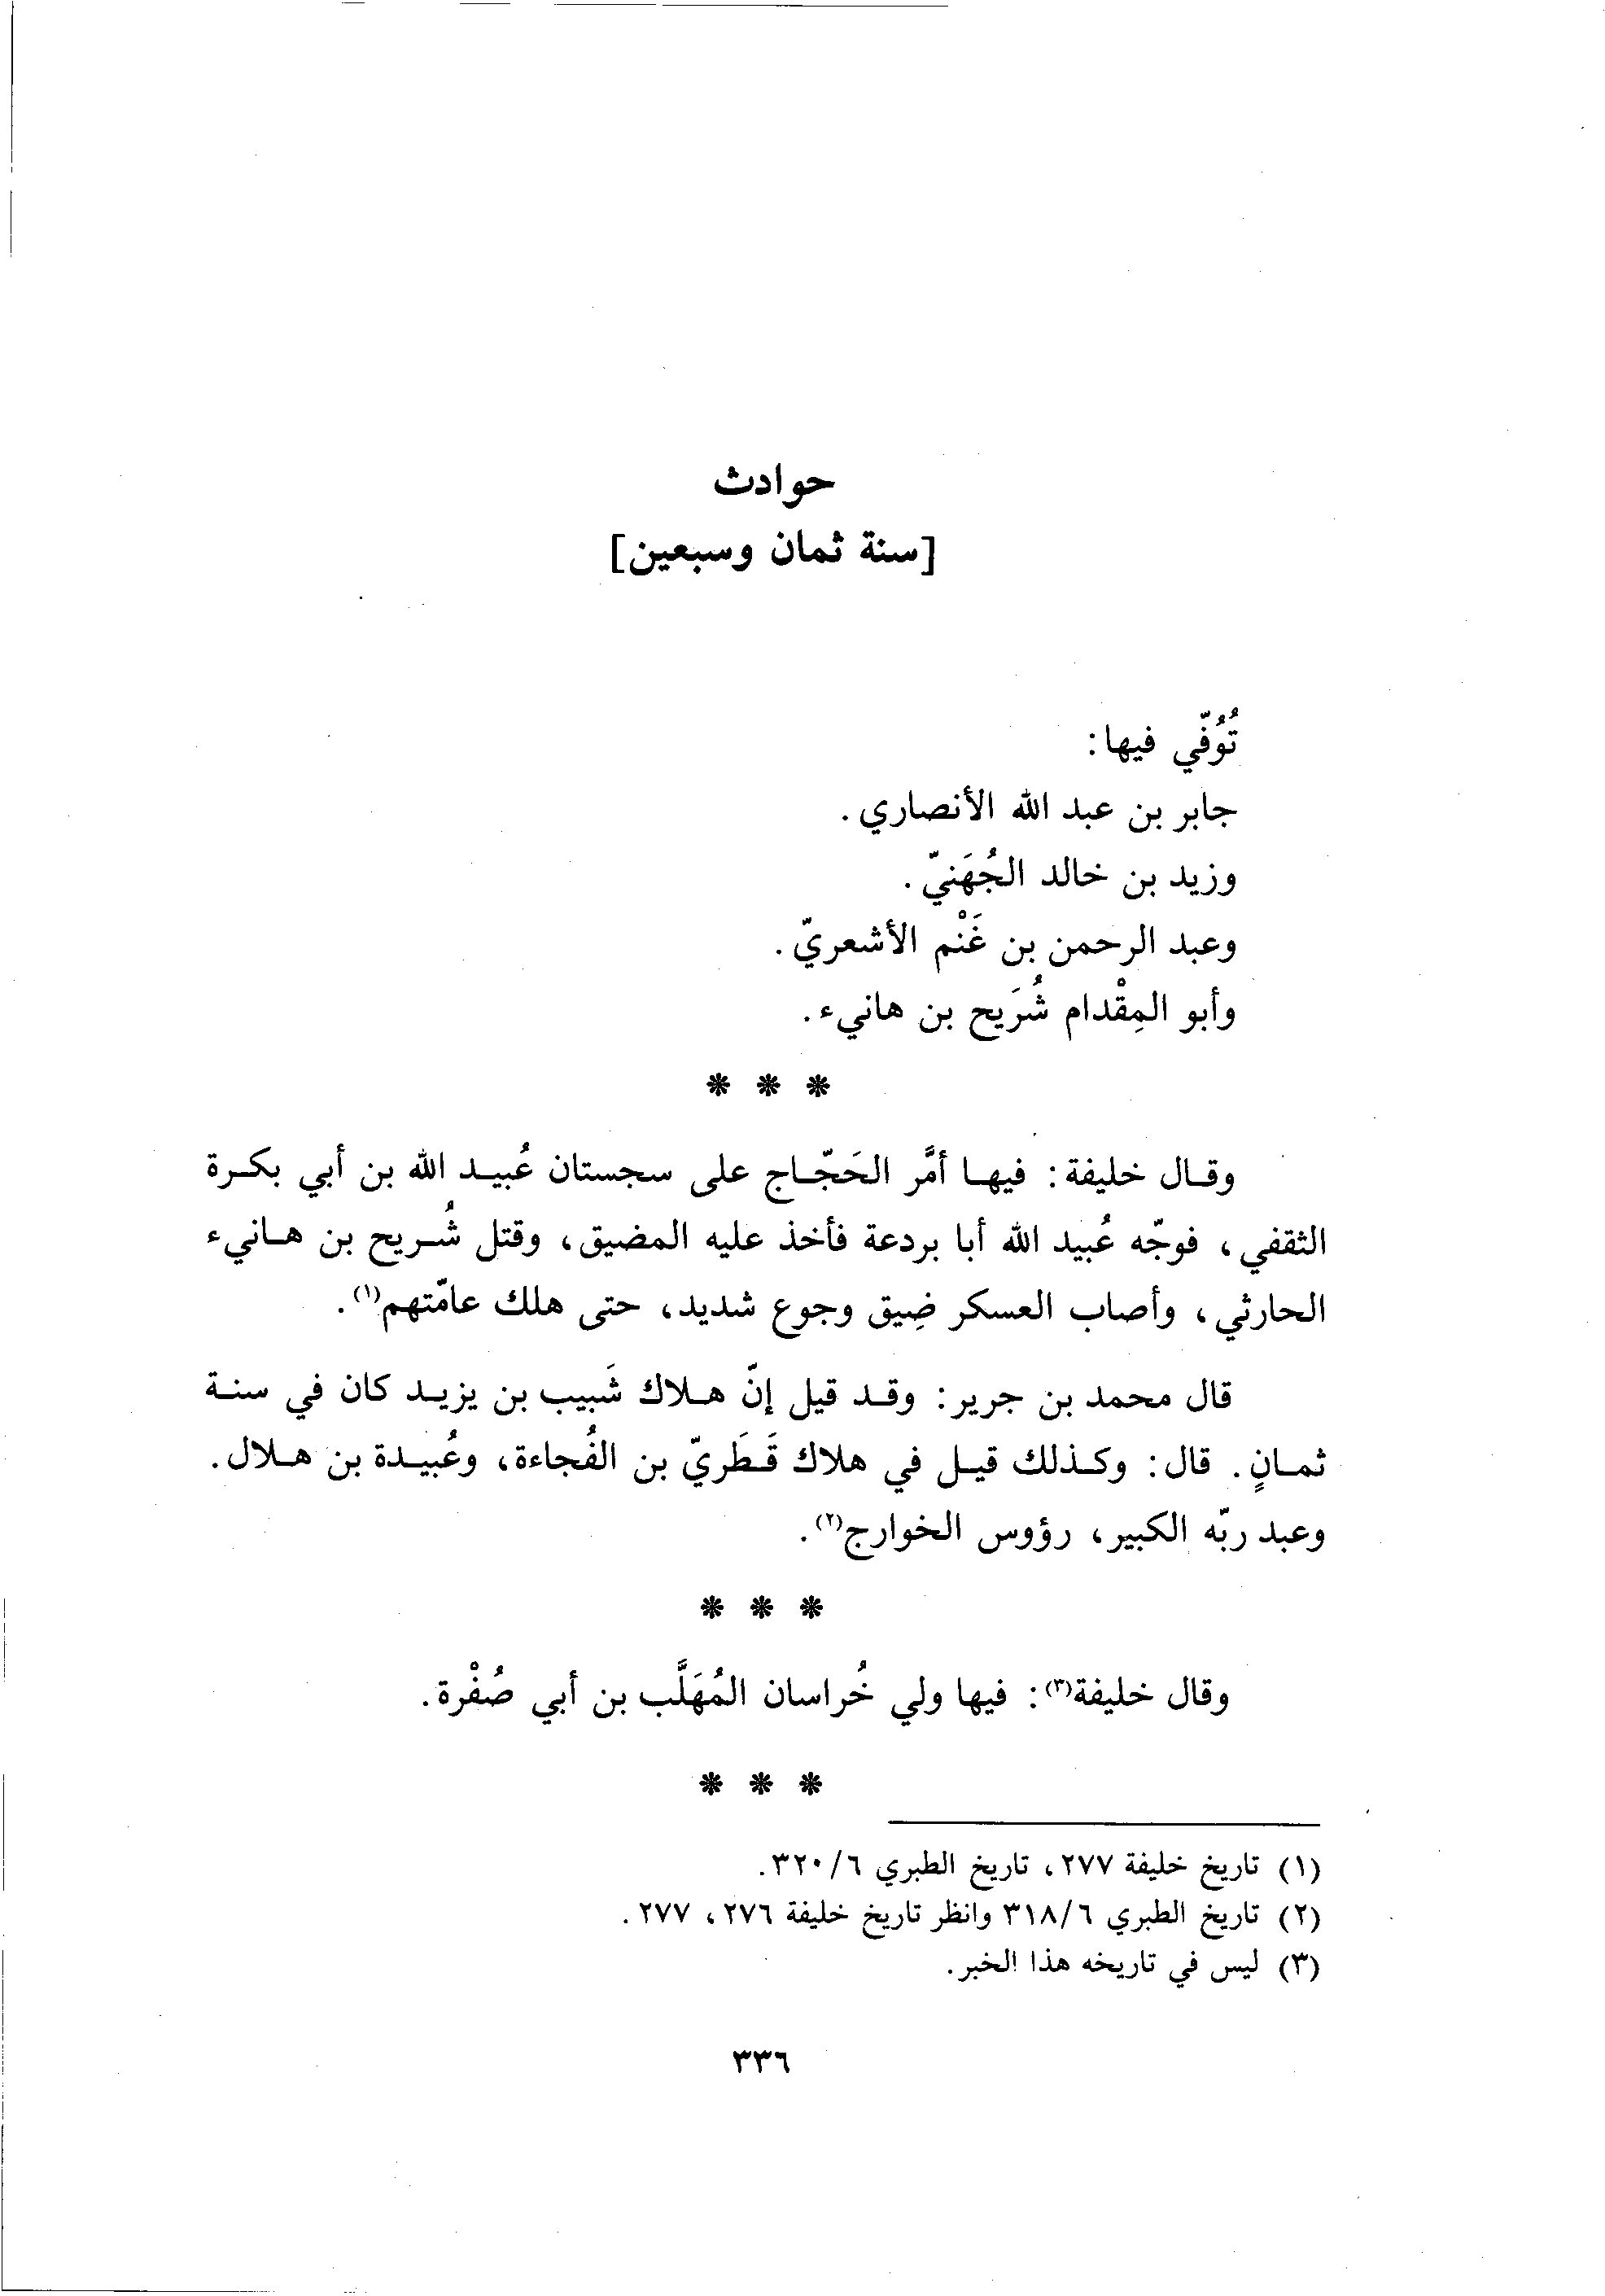 حوادث
[سنة ثمان وسبعين]
تُوُفّي فيها:
جابر بن عبد الله الأنصاري.
وزيد بن خالد الجُهَنيّ.
وعبد الرحمن بن غَنْم الأشعريّ.
وأبو المِقْدام شُرَيح بن هانيء.
* * *
وقال خليفة: فيها أمَّر الحَجّاج على سجستان عُبيد الله بن أبي بكرة
الثقفي، فوجّه عُبيد الله أبا بردعة فأخذ عليه المضيق، وقتل شُريح بن هانيء
الحارثي، وأصاب العسكر ضِيق وجوع شديد، حتى هلك عامّتهم(١).
قال محمد بن جرير: وقد قيل إنّ هلاك شَبيب بن يزيد كان في سنة
ثمانٍ. قال: وكذلك قيل في هلاك قَطَريّ بن الفُجاءة، وعُبيدة بن هلال.
وعبد ربّه الكبير، رؤوس الخوارج(٢).
* * *
وقال خليفة(٣): فيها ولي خُراسان المُهَلَّب بن أبي صُفْرة.
* * *
(١) تاريخ خليفة ٢٧٧، تاريخ الطبري ٦/٣٢٠.
(٢) تاريخ الطبري ٦/٣١٨ وانظر تاريخ خليفة ٢٧٦، ٢٧٧.
(٣) ليس في تاريخه هذا الخبر.
٣٣٦